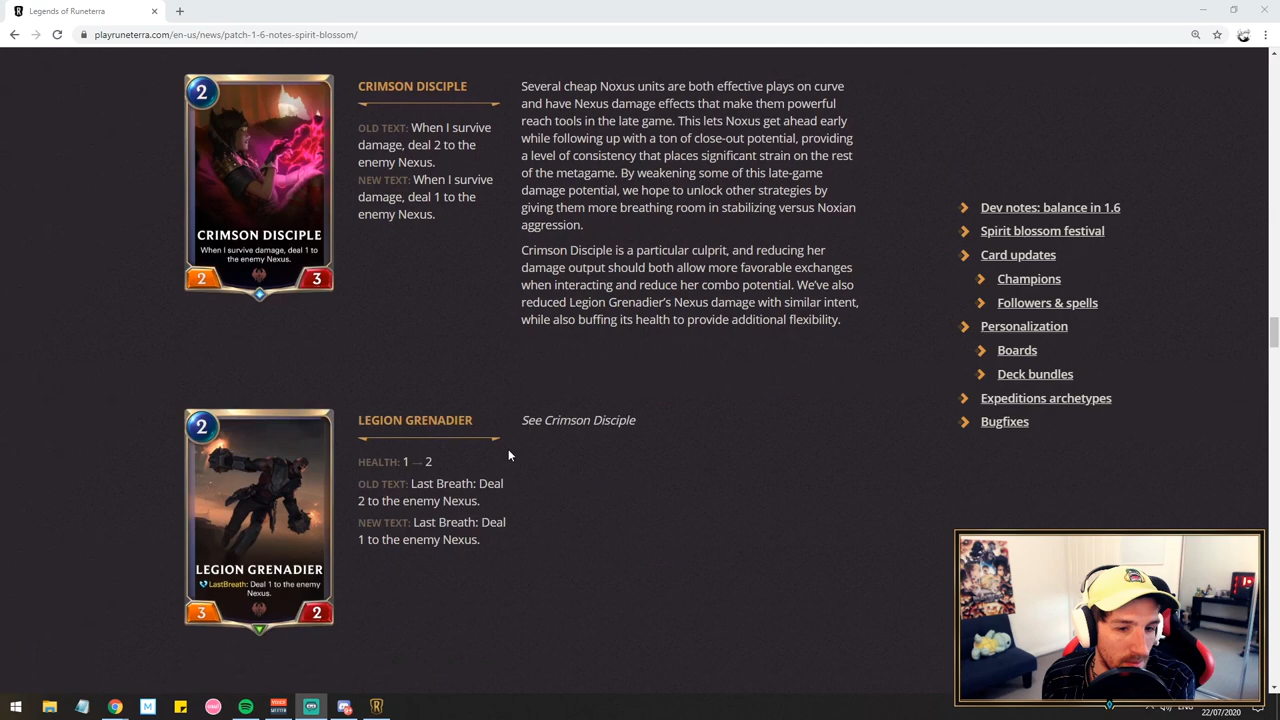 Legends of Runeterra
playruneterra.com/en-us/news/patch-1-6-notes-spirit-blossom/
2
CRIMSON DISCIPLE
When I survive damage, deal 1 to
the enemy Nexus.
2
3
CRIMSON DISCIPLE
OLD TEXT: When I survive
damage, deal 2 to the
enemy Nexus.
NEW TEXT: When I survive
damage, deal 1 to the
enemy Nexus.
Several cheap Noxus units are both effective plays on curve
and have Nexus damage effects that make them powerful
reach tools in the late game. This lets Noxus get ahead early
while following up with a ton of close-out potential, providing
a level of consistency that places significant strain on the rest
of the metagame. By weakening some of this late-game
damage potential, we hope to unlock other strategies by
giving them more breathing room in stabilizing versus Noxian
aggression.
Crimson Disciple is a particular culprit, and reducing her
damage output should both allow more favorable exchanges
when interacting and reduce her combo potential. We've also
reduced Legion Grenadier's Nexus damage with similar intent,
while also buffing its health to provide additional flexibility.
Dev notes: balance in 1.6
Spirit blossom festival
Card updates
Champions
Followers & spells
Personalization
Boards
Deck bundles
Expeditions archetypes
Bugfixes
2
LEGION GRENADIER
LastBreath: Deal 1 to the enemy
Nexus.
3
2
LEGION GRENADIER
HEALTH: 1 — 2
OLD TEXT: Last Breath: Deal
2 to the enemy Nexus.
NEW TEXT: Last Breath: Deal
1 to the enemy Nexus.
See Crimson Disciple
22/07/2020